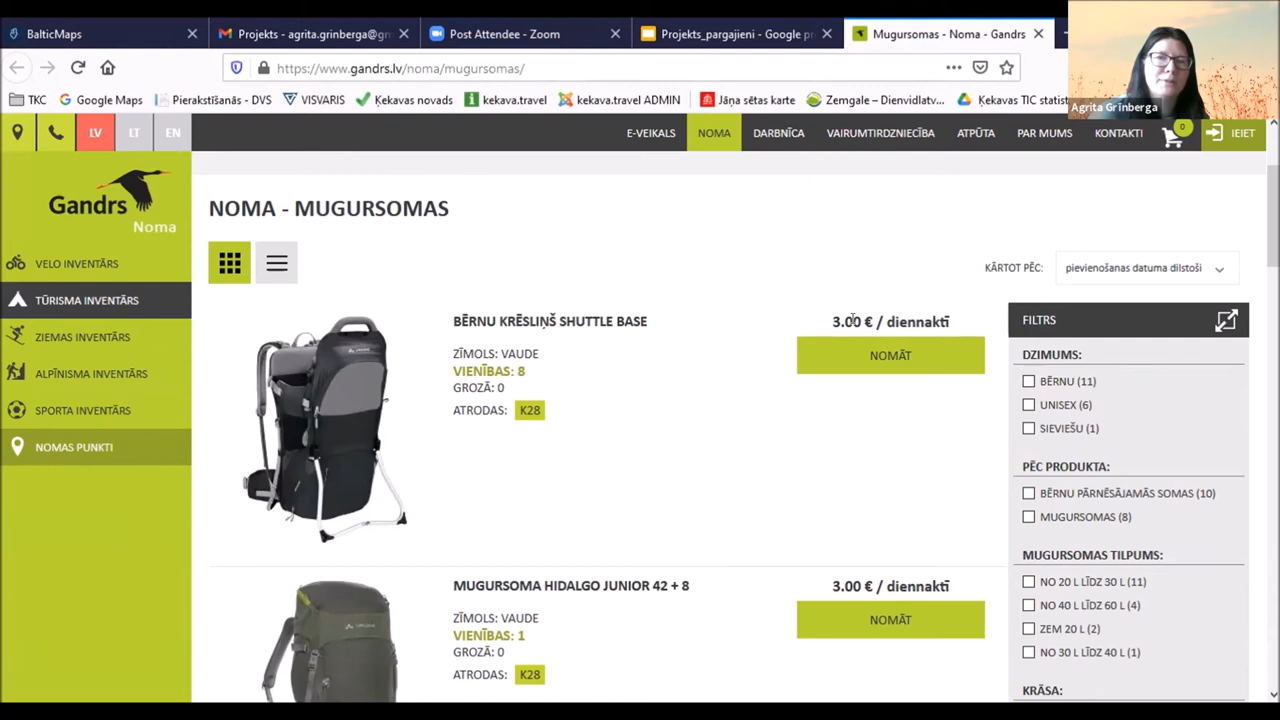 BalticMaps
Projekts - agrita.grinberga@gm
Post Attendee - Zoom
Projekts_pargajieni - Google pr
Mugursomas - Noma - Gandrs
https://www.gandrs.lv/noma/mugursomas/
TKC
Google Maps
Pierakstīšanās - DVS
VISVARIS
Ķekavas novads
kekava.travel
kekava.travel ADMIN
Jāņa sētas karte
Zemgale – Dienvidlatv...
Ķekavas TIC statist
Agrita Grīnberga
LV
LT
EN
E-VEIKALS
NOMA
DARBNĪCA
VAIRUMTIRDZNIECĪBA
ATPŪTA
PAR MUMS
KONTAKTI
0
IEIET
Gandrs
Noma
VELO INVENTĀRS
TŪRISMA INVENTĀRS
ZIEMAS INVENTĀRS
ALPĪNISMA INVENTĀRS
SPORTA INVENTĀRS
NOMAS PUNKTI
NOMA - MUGURSOMAS
KĀRTOT PĒC:
pievienošanas datuma dilstoši
BĒRNU KRĒSLIŅŠ SHUTTLE BASE
ZĪMOLS: VAUDE
VIENĪBAS: 8
GROZĀ: 0
ATRODAS: K28
3.00 € / diennaktī
NOMĀT
MUGURSOMA HIDALGO JUNIOR 42 + 8
ZĪMOLS: VAUDE
VIENĪBAS: 1
GROZĀ: 0
ATRODAS: K28
3.00 € / diennaktī
NOMĀT
FILTRS
DZIMUMS:
BĒRNU (11)
UNISEX (6)
SIEVIEŠU (1)
PĒC PRODUKTA:
BĒRNU PĀRNĒSĀJAMĀS SOMAS (10)
MUGURSOMAS (8)
MUGURSOMAS TILPUMS:
NO 20 L LĪDZ 30 L (11)
NO 40 L LĪDZ 60 L (4)
ZEM 20 L (2)
NO 30 L LĪDZ 40 L (1)
KRĀSA: